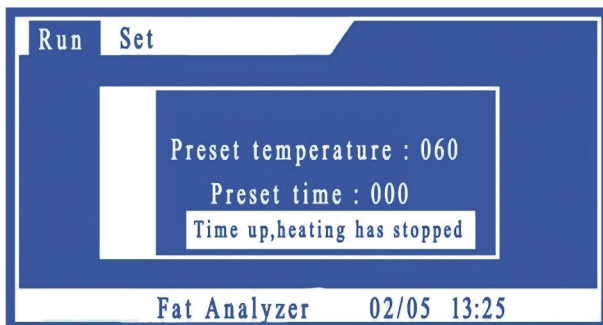 Run Set
Preset temperature : 060
Preset time : 000
Time up,heating has stopped
Fat Analyzer 02/05 13:25